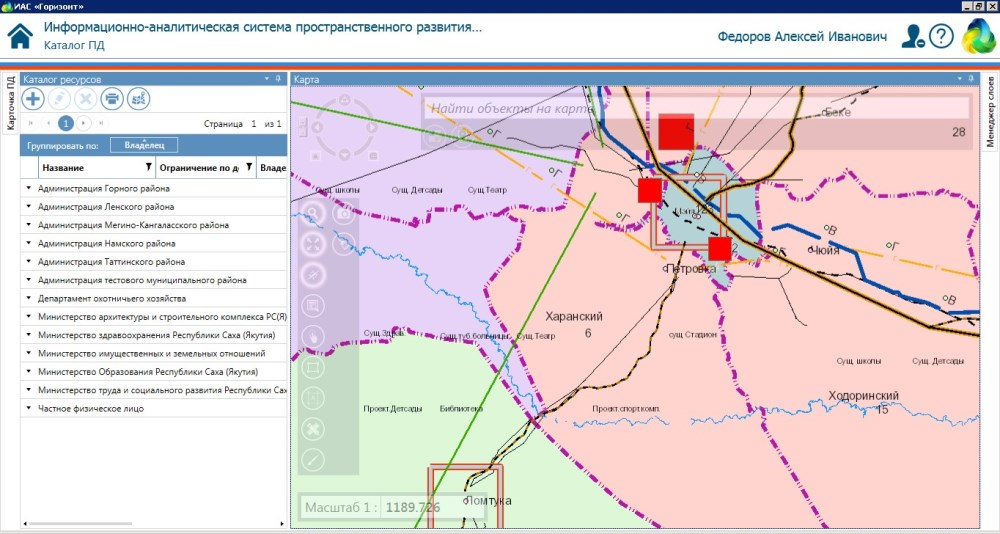 ИАС «Горизонт»
Информационно-аналитическая система пространственного развития...
Каталог ПД
Федоров Алексей Иванович
?
Карточка ПД
Каталог ресурсов
1
Страница 1 из 1
Группировать по: Владелец
Название Ограничение по д Владе
Администрация Горного района
Администрация Ленского района
Администрация Мегино-Кангаласского района
Администрация Намского района
Администрация Таттинского района
Администрация тестового муниципального района
Департамент охотничьего хозяйства
Министерство архитектуры и строительного комплекса РС(Я)
Министерство здравоохранения Республики Саха (Якутия)
Министерство имущественных и земельных отношений
Министерство Образования Республики Саха (Якутия)
Министерство труда и социального развития Республики Сах
Частное физическое лицо
Карта
Менеджер слоев
Найти объекты на карте
Беке
28
Г
Г
Г
Г
В
В
В
Сущ. школы
Сущ. Детсады
Сущ. Театр
2
Петровка
Чюйя
Харанский
6
Сущ. Здрав.
Сущ. туб. больницы
Сущ. Театр
сущ. Стадион
Сущ. школы
Сущ. Детсады
Ходоринский
15
Проект.Детсады
Библиотека
Проект.спорт.комп.
Ломтука
Масштаб 1 : 1189.726